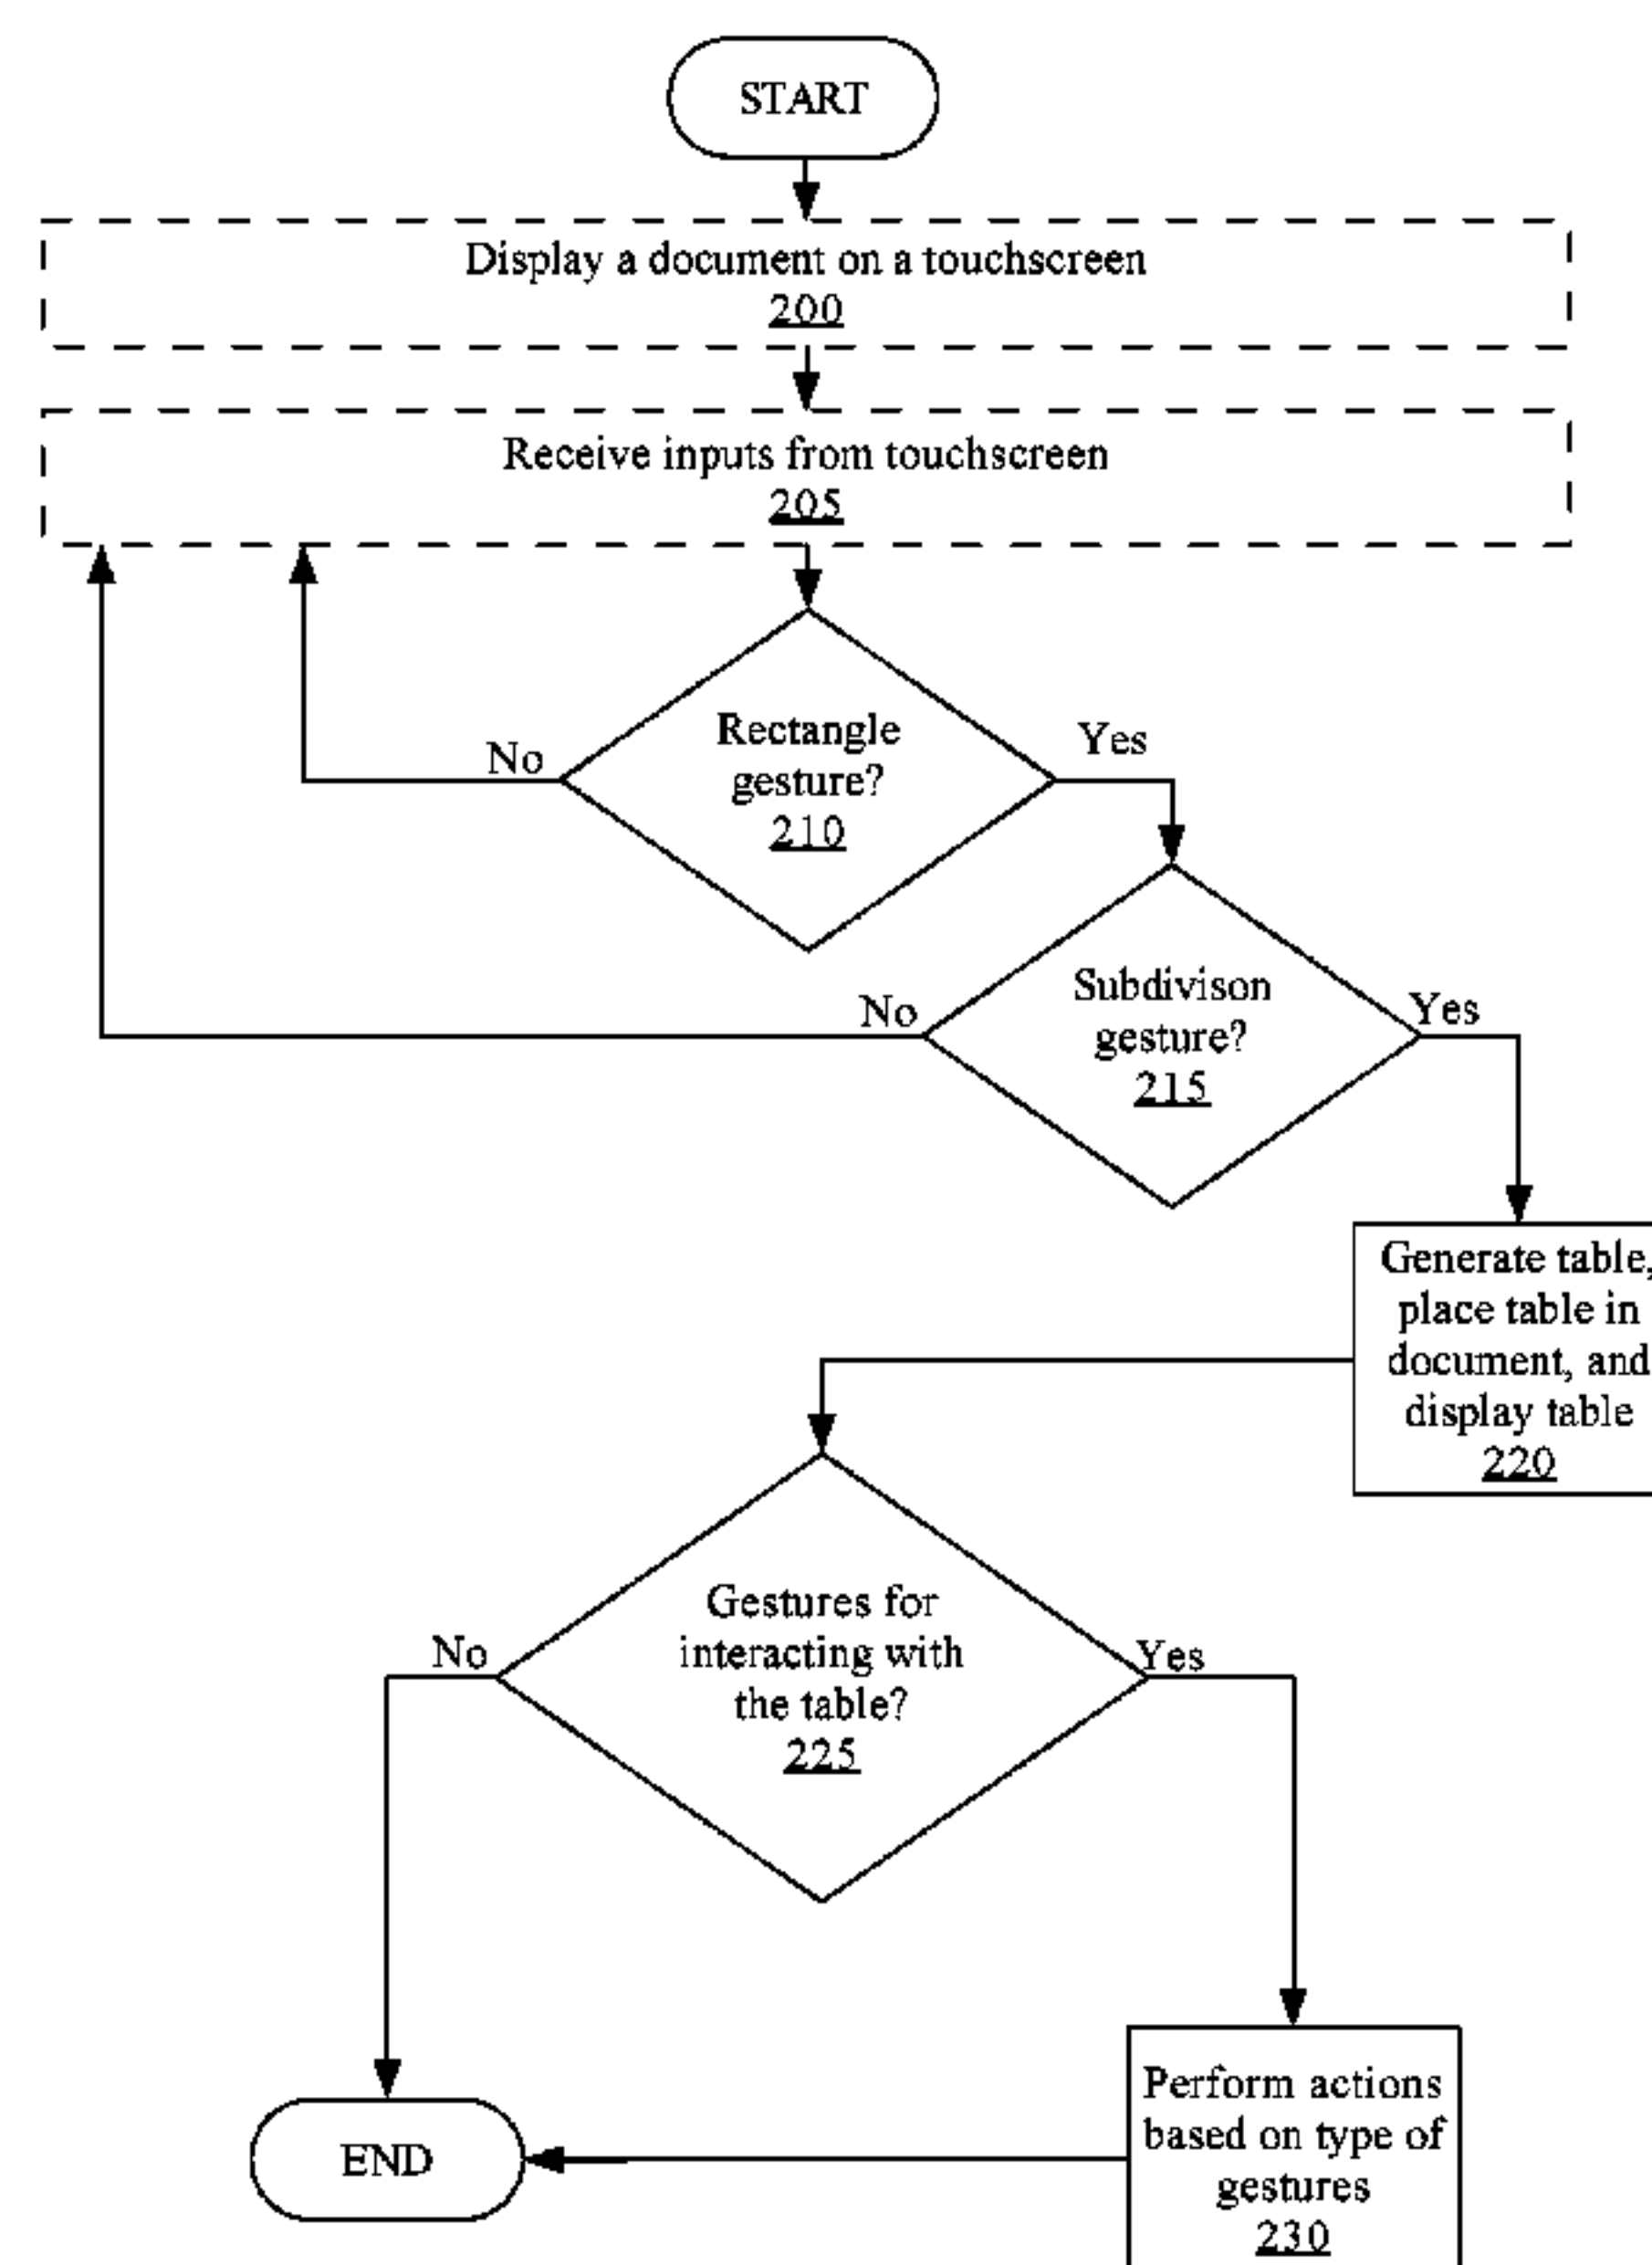 START
Display a document on a touchscreen
200
Receive inputs from touchscreen
205
Rectangle
gesture?
210
No
Yes
Subdivison
gesture?
215
No
Yes
Generate table,
place table in
document, and
display table
220
Gestures for
interacting with
the table?
225
No
Yes
Perform actions
based on type of
gestures
230
END